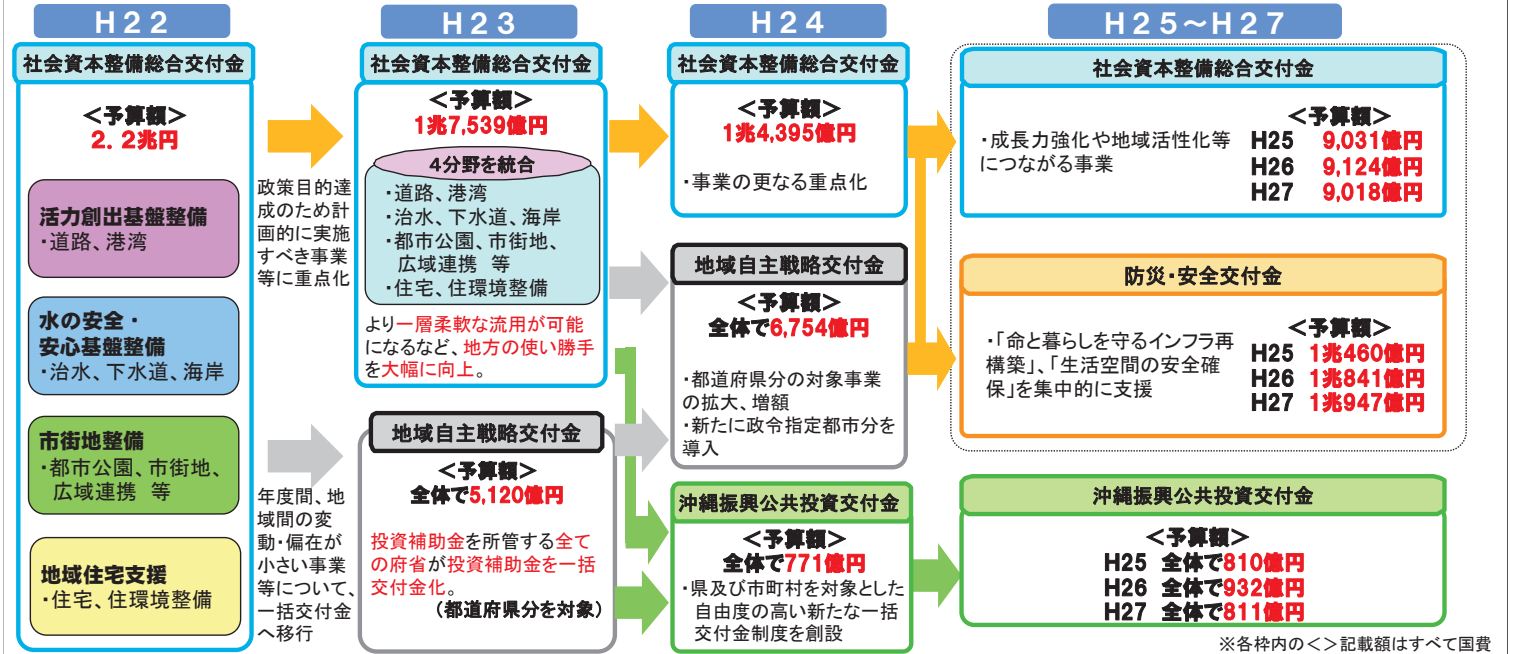 H22
社会資本整備総合交付金
＜予算額＞
2．2兆円
活力創出基盤整備
・道路、港湾
水の安全・
安心基盤整備
・治水、下水道、海岸
市街地整備
・都市公園、市街地、
広域連携　等
地域住宅支援
・住宅、住環境整備
政策目的達
成のため計
画的に実施
すべき事業
等に重点化
年度間、地
域間の変
動・偏在が
小さい事業
等について、
一括交付金
へ移行
H23
社会資本整備総合交付金
＜予算額＞
1兆7,539億円
4分野を統合
・道路、港湾
・治水、下水道、海岸
・都市公園、市街地、
広域連携　等
・住宅、住環境整備
より一層柔軟な流用が可能
になるなど、地方の使い勝手
を大幅に向上。
地域自主戦略交付金
＜予算額＞
全体で5,120億円
投資補助金を所管する全て
の府省が投資補助金を一括
交付金化。
（都道府県分を対象）
H24
社会資本整備総合交付金
＜予算額＞
1兆4,395億円
・事業の更なる重点化
地域自主戦略交付金
＜予算額＞
全体で6,754億円
・都道府県分の対象事業
の拡大、増額
・新たに政令指定都市分を
導入
沖縄振興公共投資交付金
＜予算額＞
全体で771億円
・県及び市町村を対象とした
自由度の高い新たな一括
交付金制度を創設
H25～H27
社会資本整備総合交付金
・成長力強化や地域活性化等
につながる事業
＜予算額＞
H25 9,031億円
H26 9,124億円
H27 9,018億円
防災・安全交付金
・「命と暮らしを守るインフラ再
構築」、「生活空間の安全確
保」を集中的に支援
＜予算額＞
H25 1兆460億円
H26 1兆841億円
H27 1兆947億円
沖縄振興公共投資交付金
＜予算額＞
H25 全体で810億円
H26 全体で932億円
H27 全体で811億円
※各枠内の＜＞記載額はすべて国費